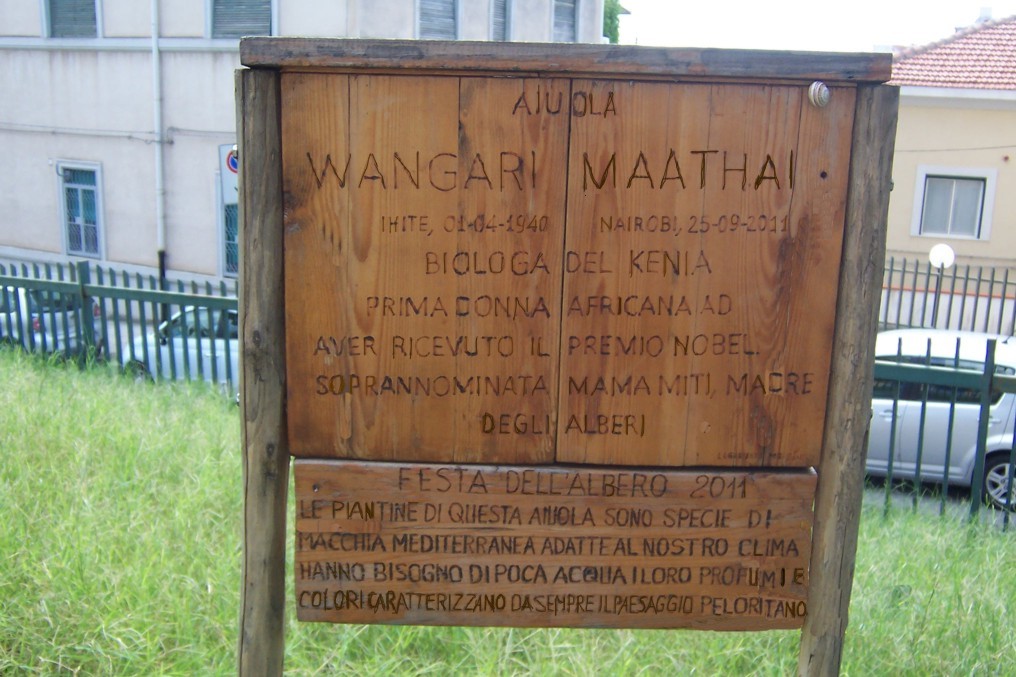 AIUOLA
WANGARI MAATHAI
IHITE, 01-04-1940 NAIROBI, 25-09-2011
BIOLOGA DEL KENIA
PRIMA DONNA AFRICANA AD
AVER RICEVUTO IL PREMIO NOBEL.
SOPRANNOMINATA MAMA MITI, MADRE
DEGLI ALBERI
FESTA DELL'ALBERO 2011
LE PIANTINE DI QUESTA AIUOLA SONO SPECIE DI
MACCHIA MEDITERRANEA ADATTE AL NOSTRO CLIMA
HANNO BISOGNO DI POCA ACQUA I LORO PROFUMI E
COLORI CARATTERIZZANO DA SEMPRE IL PAESAGGIO PELORITANO